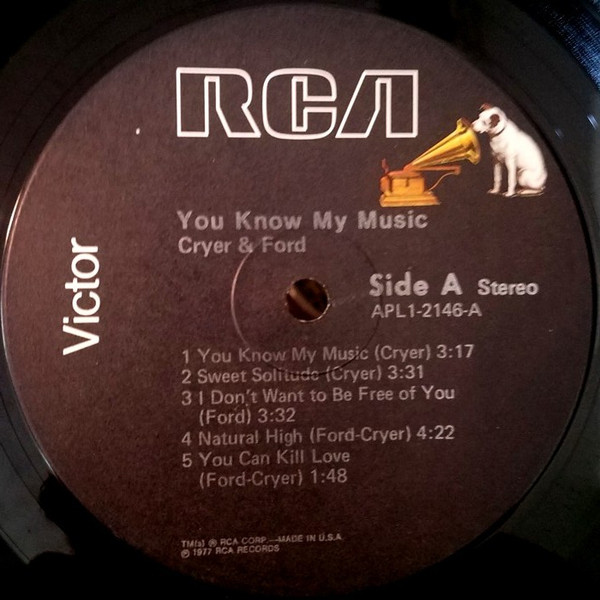 RCA
Victor
You Know My Music
Cryer & Ford
Side A Stereo
APL1-2146-A
1 You Know My Music (Cryer) 3:17
2 Sweet Solitude (Cryer) 3:31
3 I Don't Want to Be Free of You
(Ford) 3:32
4 Natural High (Ford-Cryer) 4:22
5 You Can Kill Love
(Ford-Cryer) 1:48
TM(s) ® RCA CORP.—MADE IN U.S.A.
℗ 1977 RCA RECORDS